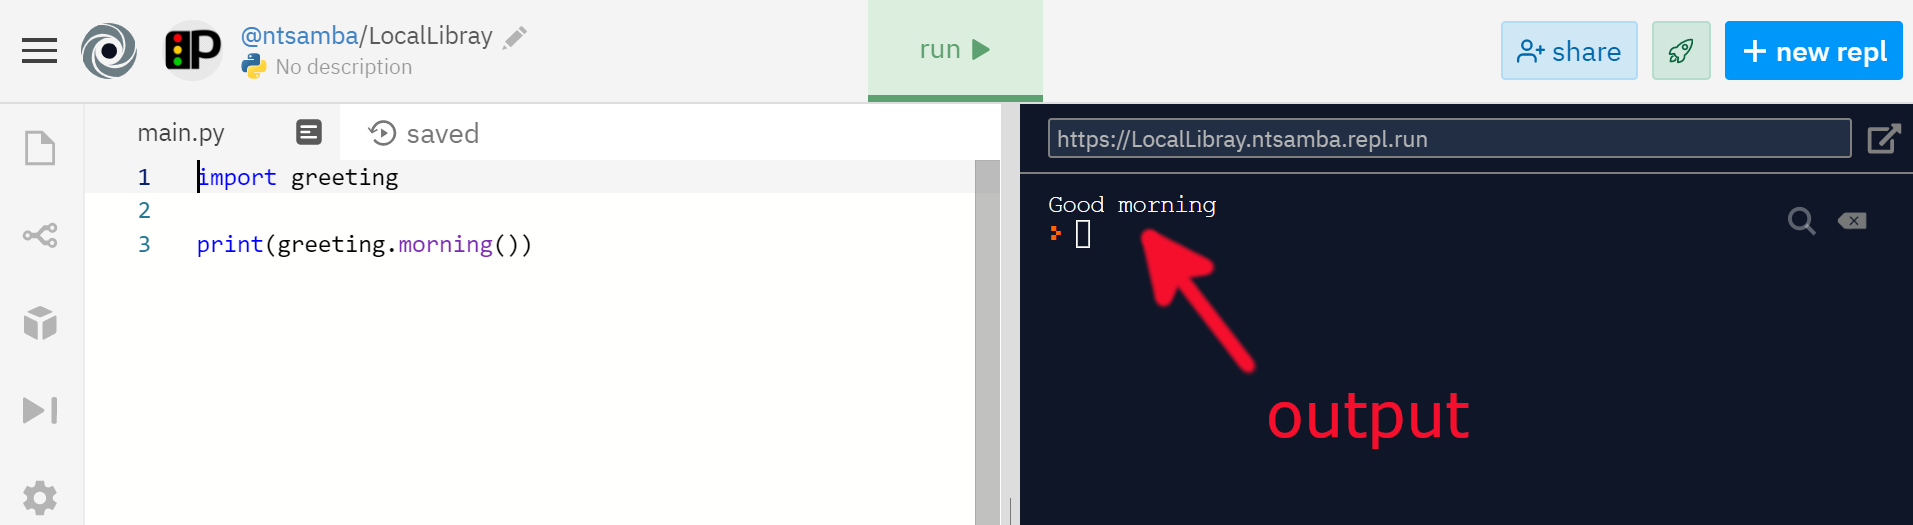 P
@ntsamba/LocalLibray
No description
run
share
+ new repl
main.py
saved
1 import greeting
2
3 print(greeting.morning())
https://LocalLibray.ntsamba.repl.run
Good morning
output